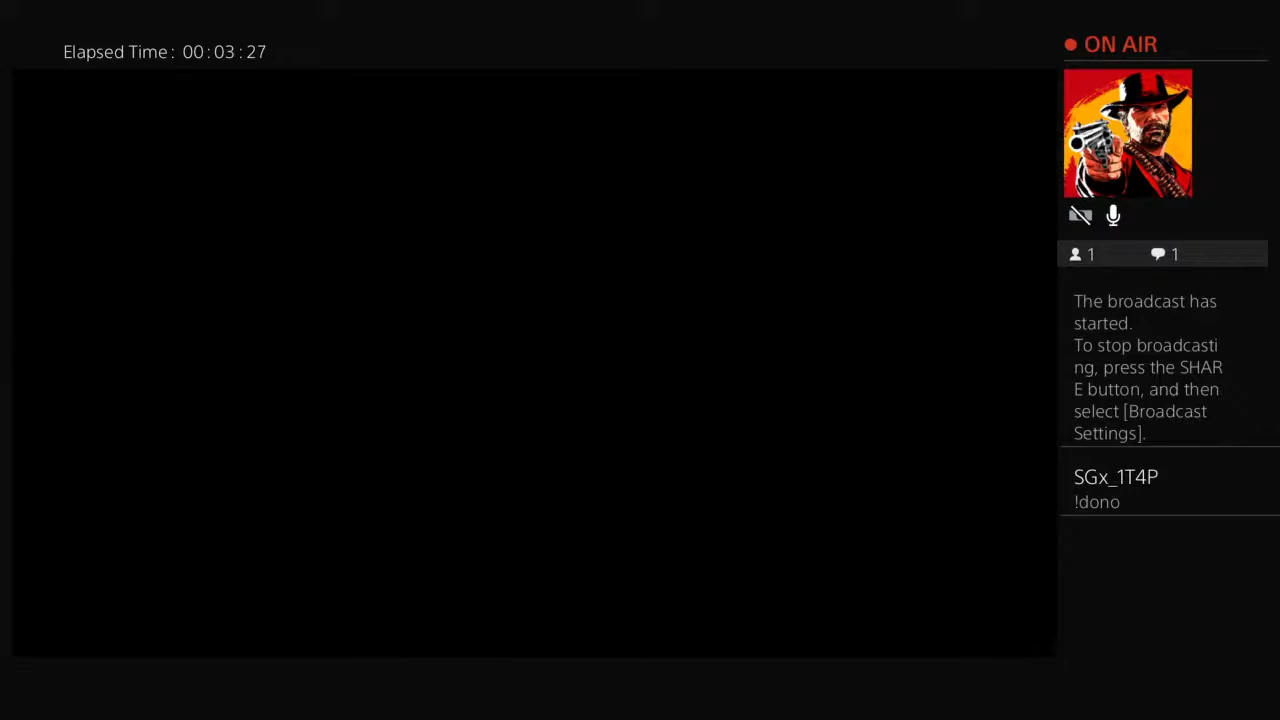 Elapsed Time: 00:03:27
ON AIR
1
1
The broadcast has
started.
To stop broadcasti
ng, press the SHAR
E button, and then
select [Broadcast
Settings].
SGx_1T4P
!dono